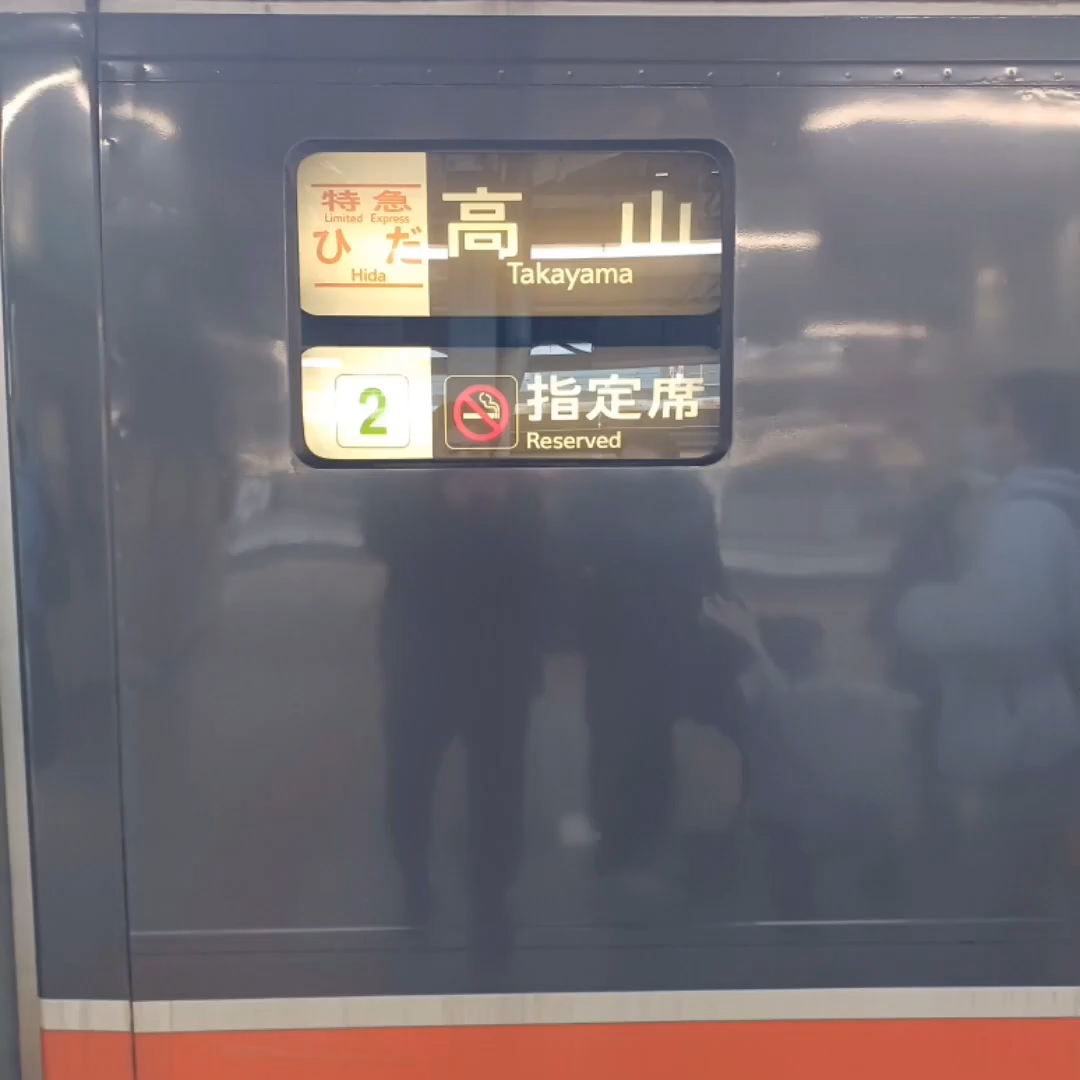 特急
Limited Express
ひだ
Hida
高山
Takayama
2
指定席
Reserved